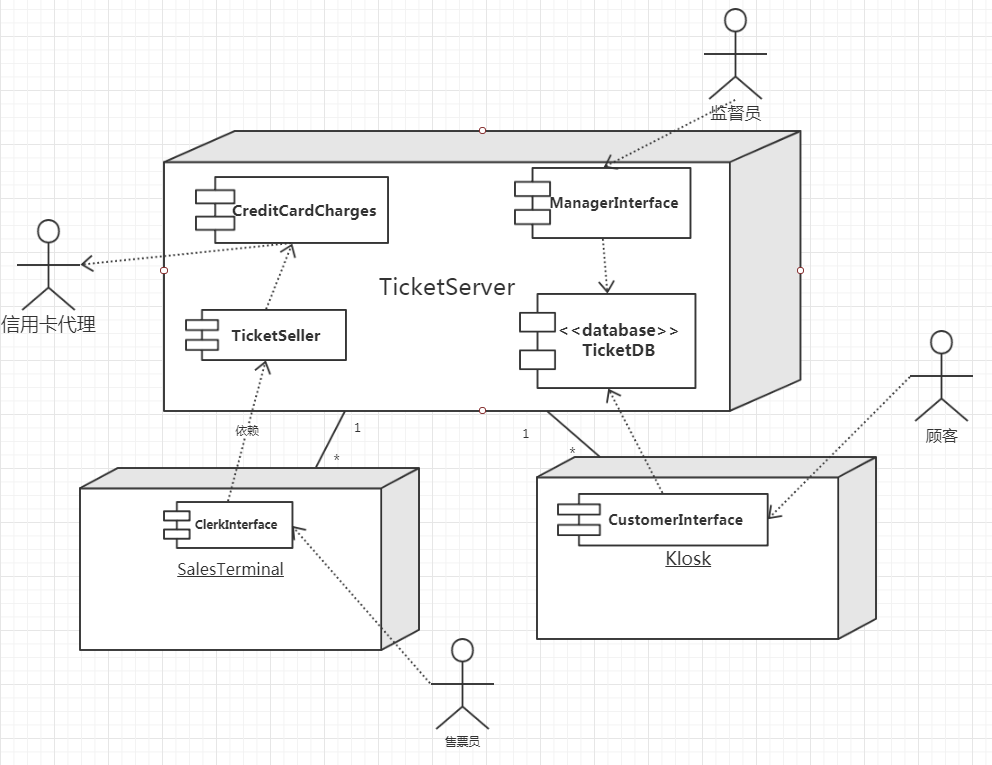 监督员
CreditCardCharges
ManagerInterface
TicketServer
信用卡代理
TicketSeller
<<database>>
TicketDB
依赖
1
*
1
*
顾客
ClerkInterface
SalesTerminal
CustomerInterface
Klosk
售票员